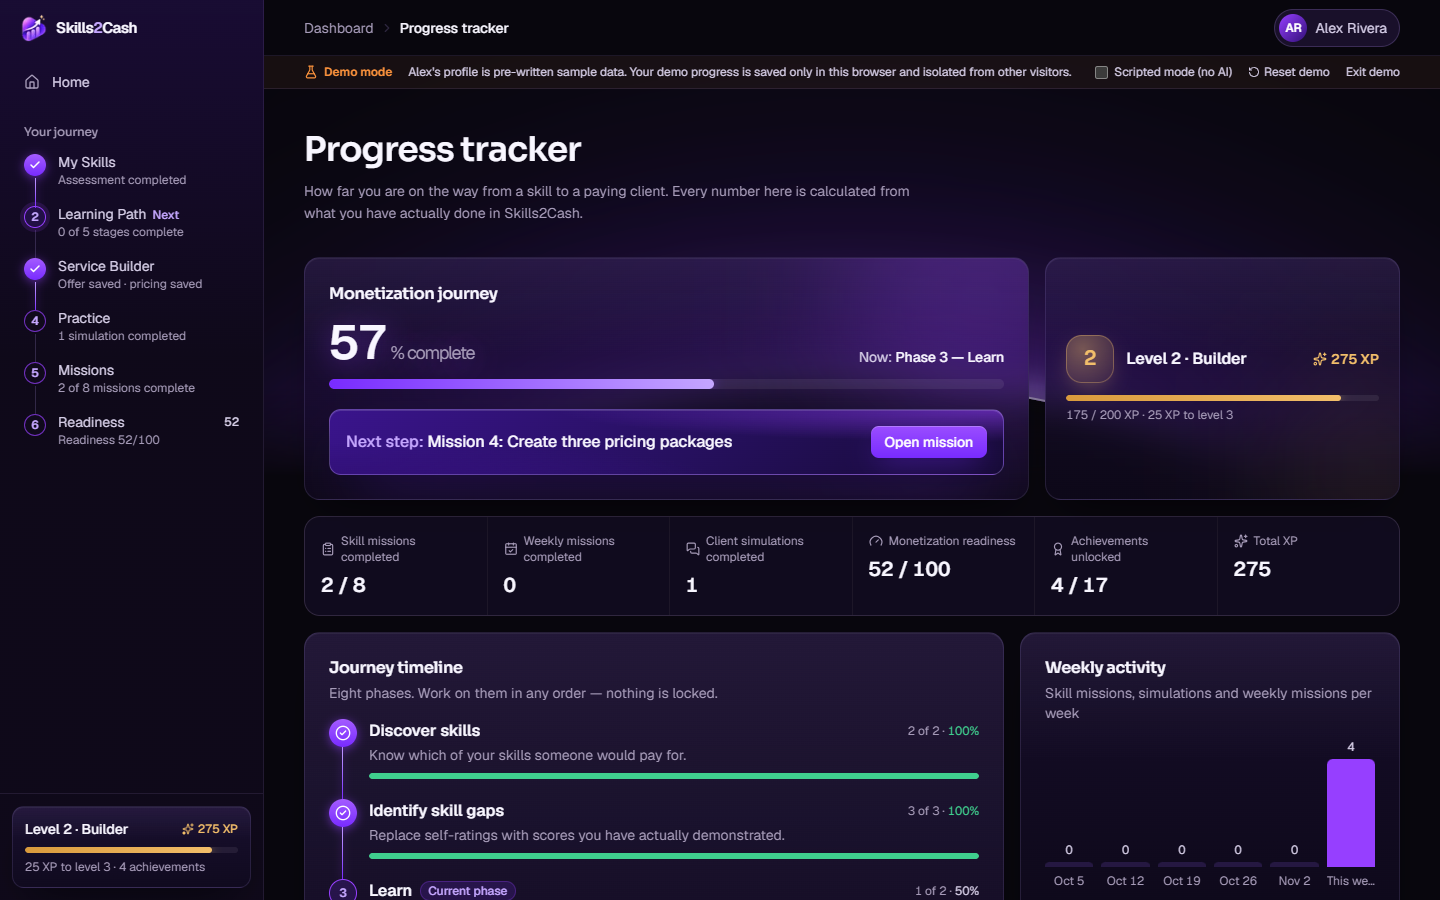 Skills2Cash
Home
Your journey
My Skills
Assessment completed
2
Learning Path Next
0 of 5 stages complete
Service Builder
Offer saved · pricing saved
4
Practice
1 simulation completed
5
Missions
2 of 8 missions complete
6
Readiness 52
Readiness 52/100
Level 2 · Builder 275 XP
25 XP to level 3 · 4 achievements
Dashboard Progress tracker
AR Alex Rivera
Demo mode Alex's profile is pre-written sample data. Your demo progress is saved only in this browser and isolated from other visitors. Scripted mode (no AI) Reset demo Exit demo
Progress tracker
How far you are on the way from a skill to a paying client. Every number here is calculated from
what you have actually done in Skills2Cash.
Monetization journey
57 % complete
Now: Phase 3 — Learn
Next step: Mission 4: Create three pricing packages
Open mission
2 Level 2 · Builder 275 XP
175 / 200 XP · 25 XP to level 3
Skill missions
completed
2 / 8
Weekly missions
completed
0
Client simulations
completed
1
Monetization readiness
52 / 100
Achievements
unlocked
4 / 17
Total XP
275
Journey timeline
Eight phases. Work on them in any order — nothing is locked.
Discover skills 2 of 2 · 100%
Know which of your skills someone would pay for.
Identify skill gaps 3 of 3 · 100%
Replace self-ratings with scores you have actually demonstrated.
3 Learn Current phase 1 of 2 · 50%
Weekly activity
Skill missions, simulations and weekly missions per
week
4
0 0 0 0 0
Oct 5 Oct 12 Oct 19 Oct 26 Nov 2 This we…